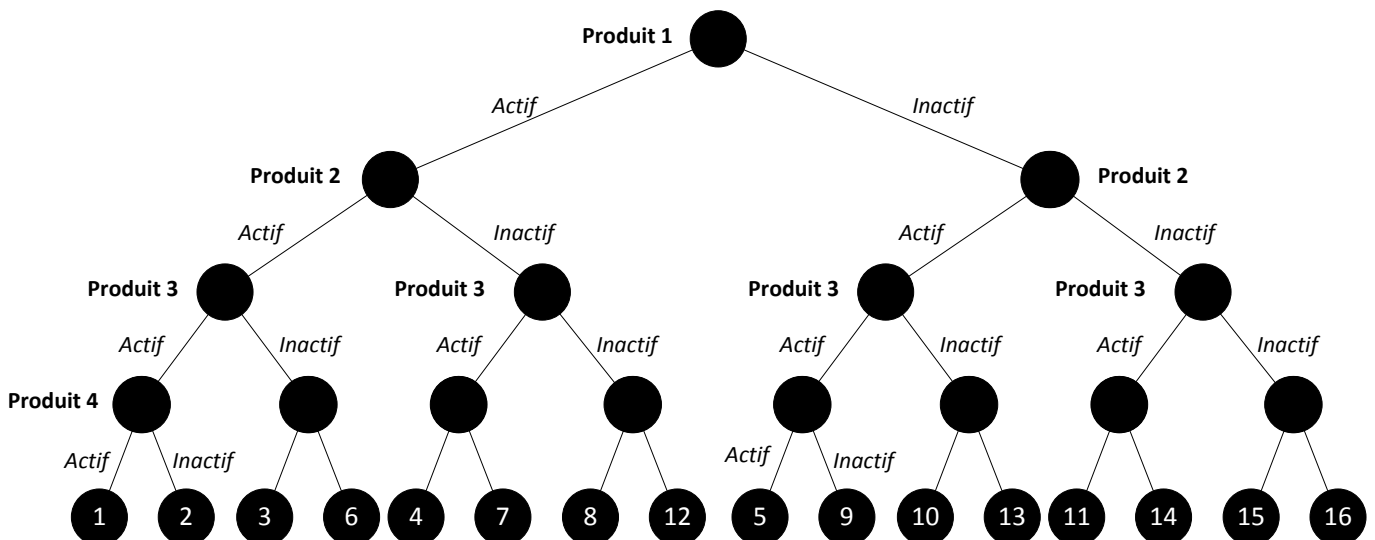 Produit 1
Actif Inactif
Produit 2 Produit 2
Actif Inactif Actif Inactif
Produit 3 Produit 3 Produit 3 Produit 3
Actif Inactif Actif Inactif Actif Inactif Actif Inactif
Produit 4
Actif Inactif Actif Inactif
1 2 3 6 4 7 8 12 5 9 10 13 11 14 15 16